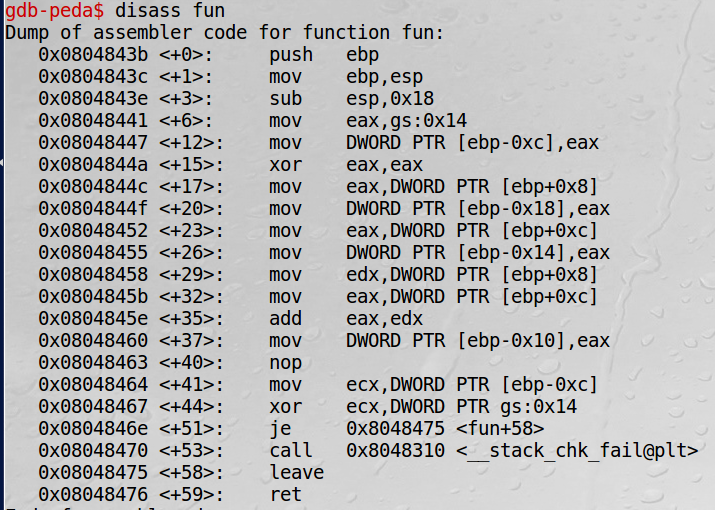 gdb-peda$ disass fun
Dump of assembler code for function fun:
0x0804843b <+0>: push ebp
0x0804843c <+1>: mov ebp,esp
0x0804843e <+3>: sub esp,0x18
0x08048441 <+6>: mov eax,gs:0x14
0x08048447 <+12>: mov DWORD PTR [ebp-0xc],eax
0x0804844a <+15>: xor eax,eax
0x0804844c <+17>: mov eax,DWORD PTR [ebp+0x8]
0x0804844f <+20>: mov DWORD PTR [ebp-0x18],eax
0x08048452 <+23>: mov eax,DWORD PTR [ebp+0xc]
0x08048455 <+26>: mov DWORD PTR [ebp-0x14],eax
0x08048458 <+29>: mov edx,DWORD PTR [ebp+0x8]
0x0804845b <+32>: mov eax,DWORD PTR [ebp+0xc]
0x0804845e <+35>: add eax,edx
0x08048460 <+37>: mov DWORD PTR [ebp-0x10],eax
0x08048463 <+40>: nop
0x08048464 <+41>: mov ecx,DWORD PTR [ebp-0xc]
0x08048467 <+44>: xor ecx,DWORD PTR gs:0x14
0x0804846e <+51>: je 0x8048475 <fun+58>
0x08048470 <+53>: call 0x8048310 <__stack_chk_fail@plt>
0x08048475 <+58>: leave
0x08048476 <+59>: ret